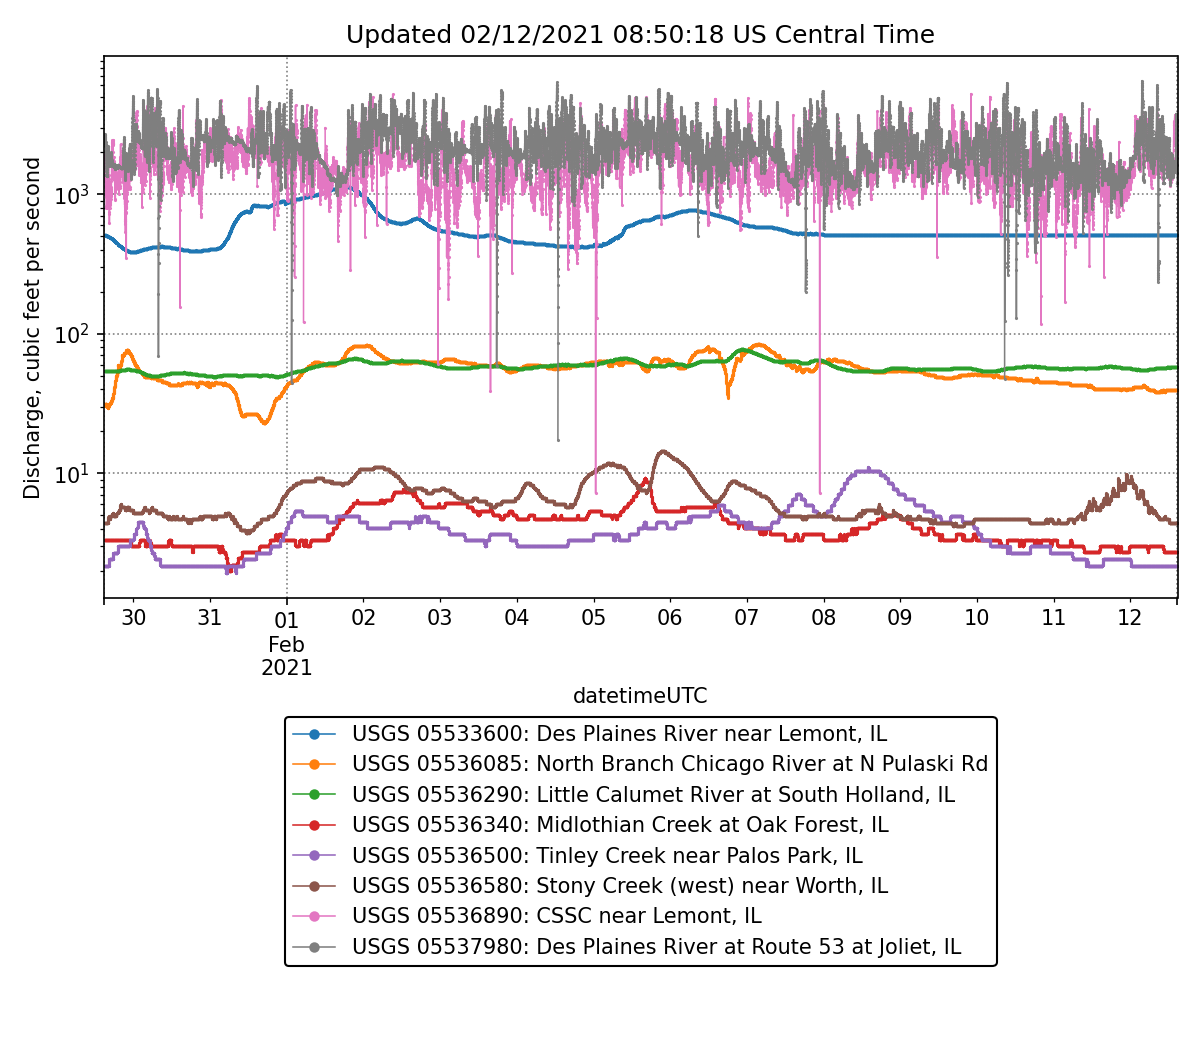 Updated 02/12/2021 08:50:18 US Central Time
Discharge, cubic feet per second
10³
10²
10¹
30 31 01 02 03 04 05 06 07 08 09 10 11 12
Feb
2021
datetimeUTC
USGS 05533600: Des Plaines River near Lemont, IL
USGS 05536085: North Branch Chicago River at N Pulaski Rd
USGS 05536290: Little Calumet River at South Holland, IL
USGS 05536340: Midlothian Creek at Oak Forest, IL
USGS 05536500: Tinley Creek near Palos Park, IL
USGS 05536580: Stony Creek (west) near Worth, IL
USGS 05536890: CSSC near Lemont, IL
USGS 05537980: Des Plaines River at Route 53 at Joliet, IL